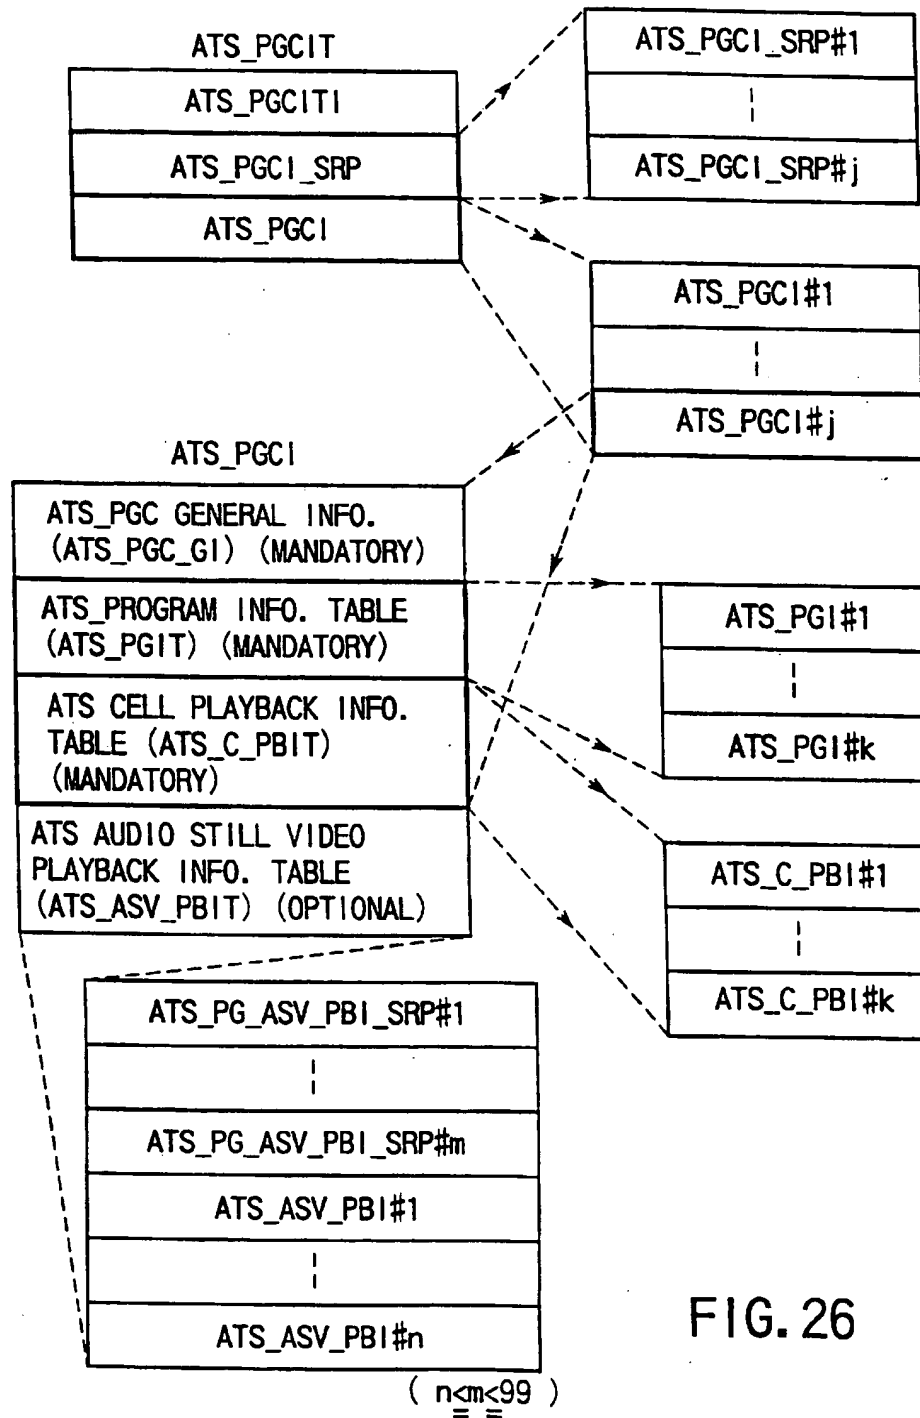 ATS_PGCIT
ATS_PGCITI
ATS_PGCI_SRP
ATS_PGCI
ATS_PGCI_SRP#1
ATS_PGCI_SRP#j
ATS_PGCI#1
ATS_PGCI#j
ATS_PGCI
ATS_PGC GENERAL INFO.
(ATS_PGC_GI) (MANDATORY)
ATS_PROGRAM INFO. TABLE
(ATS_PGIT) (MANDATORY)
ATS CELL PLAYBACK INFO.
TABLE (ATS_C_PBIT)
(MANDATORY)
ATS AUDIO STILL VIDEO
PLAYBACK INFO. TABLE
(ATS_ASV_PBIT) (OPTIONAL)
ATS_PGI#1
ATS_PGI#k
ATS_C_PBI#1
ATS_C_PBI#k
ATS_PG_ASV_PBI_SRP#1
ATS_PG_ASV_PBI_SRP#m
ATS_ASV_PBI#1
ATS_ASV_PBI#n
( n≦m≦99 )
FIG. 26